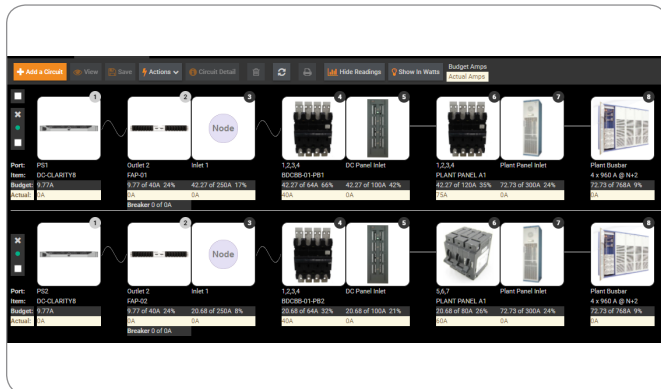 Add a Circuit View Save Actions Circuit Detail Hide Readings Show In Watts Budget Amps
Actual Amps
1 2 3 4 5 6 7 8
Node
Port: PS1 Outlet 2 Inlet 1 1,2,3,4 DC Panel Inlet 1,2,3,4 Plant Panel Inlet Plant Busbar
Item: DC-CLARITY8 FAP-01 BDCBB-01-PB1 PLANT PANEL A1 4 x 960 A @ N+2
Budget: 9.77A 9.77 of 40A 24% 42.27 of 250A 17% 42.27 of 64A 66% 42.27 of 100A 42% 42.27 of 120A 35% 72.73 of 300A 24% 72.73 of 768A 9%
Actual: 0A 0A 0A 40A 0A 75A 0A 0A
Breaker 0 of 0A
1 2 3 4 5 6 7 8
Node
Port: PS2 Outlet 2 Inlet 1 1,2,3,4 DC Panel Inlet 5,6,7 Plant Panel Inlet Plant Busbar
Item: DC-CLARITY8 FAP-02 BDCBB-01-PB2 PLANT PANEL A1 4 x 960 A @ N+2
Budget: 9.77A 9.77 of 40A 24% 20.68 of 250A 8% 20.68 of 64A 32% 20.68 of 100A 21% 20.68 of 80A 26% 72.73 of 300A 24% 72.73 of 768A 9%
Actual: 0A 0A 0A 40A 0A 60A 0A 0A
Breaker 0 of 0A